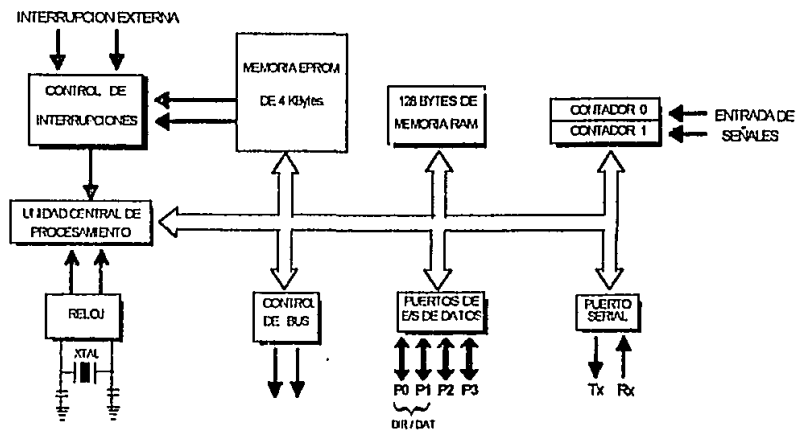 INTERRUPCION EXTERNA
CONTROL DE
INTERRUPCIONES
MEMORIA EPROM
DE 4 KBytes
128 BYTES DE
MEMORIA RAM
CONTADOR 0
CONTADOR 1
ENTRADA DE
SEÑALES
UNIDAD CENTRAL DE
PROCESAMIENTO
RELOJ
XTAL
CONTROL
DE BUS
PUERTOS DE
E/S DE DATOS
PUERTO
SERIAL
P0 P1 P2 P3
Tx Rx
DIR / DAT